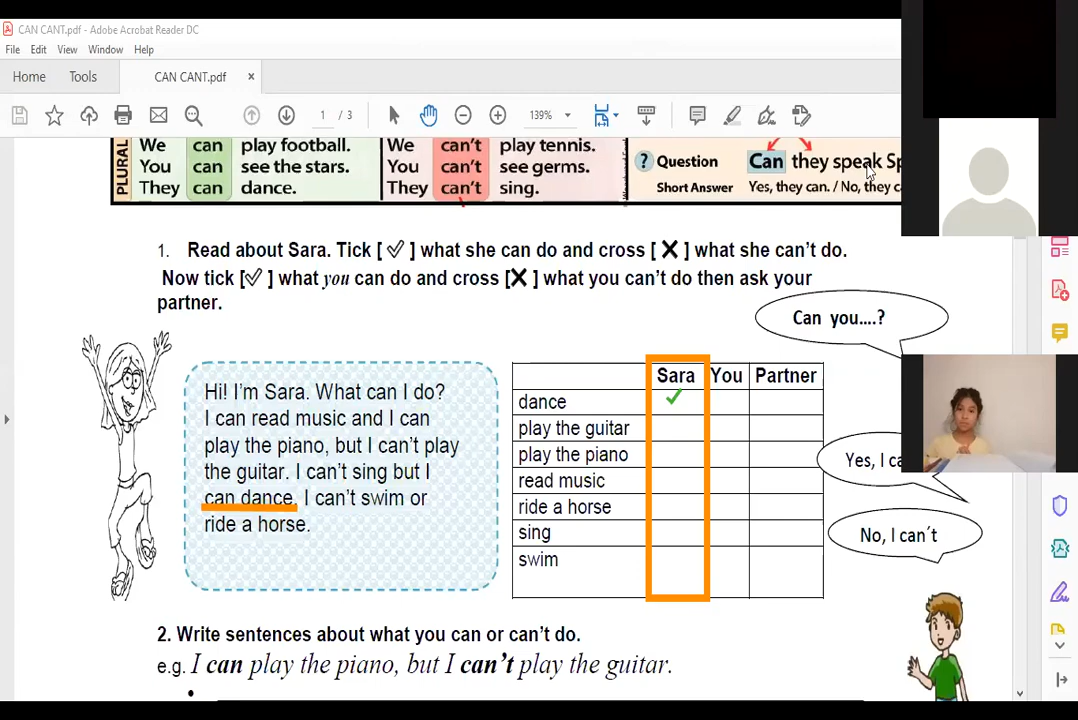 CAN CANT.pdf - Adobe Acrobat Reader DC
File Edit View Window Help
Home Tools CAN CANT.pdf ×
1 / 3 139%
PLURAL
We can play football.
You can see the stars.
They can dance.
We can't play tennis.
You can't see germs.
They can't sing.
? Question Can they speak
Short Answer Yes, they can. / No, they
1. Read about Sara. Tick [ ✓ ] what she can do and cross [ ✗ ] what she can't do.
Now tick [✓ ] what you can do and cross [✗ ] what you can't do then ask your
partner.
Can you....?
Hi! I'm Sara. What can I do?
I can read music and I can
play the piano, but I can't play
the guitar. I can't sing but I
can dance. I can't swim or
ride a horse.
Sara You Partner
dance ✓
play the guitar
play the piano
read music
ride a horse
sing
swim
Yes, I
No, I can´t
2. Write sentences about what you can or can't do.
e.g. I can play the piano, but I can't play the guitar.